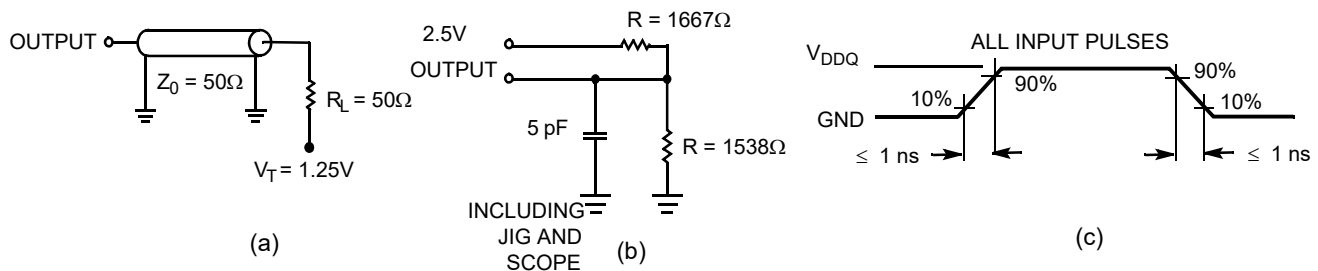 OUTPUT
Z0 = 50Ω
RL = 50Ω
VT = 1.25V
(a)
R = 1667Ω
2.5V
OUTPUT
5 pF
R = 1538Ω
INCLUDING
JIG AND
SCOPE
(b)
ALL INPUT PULSES
VDDQ
90%
90%
10%
10%
GND
≤ 1 ns
≤ 1 ns
(c)